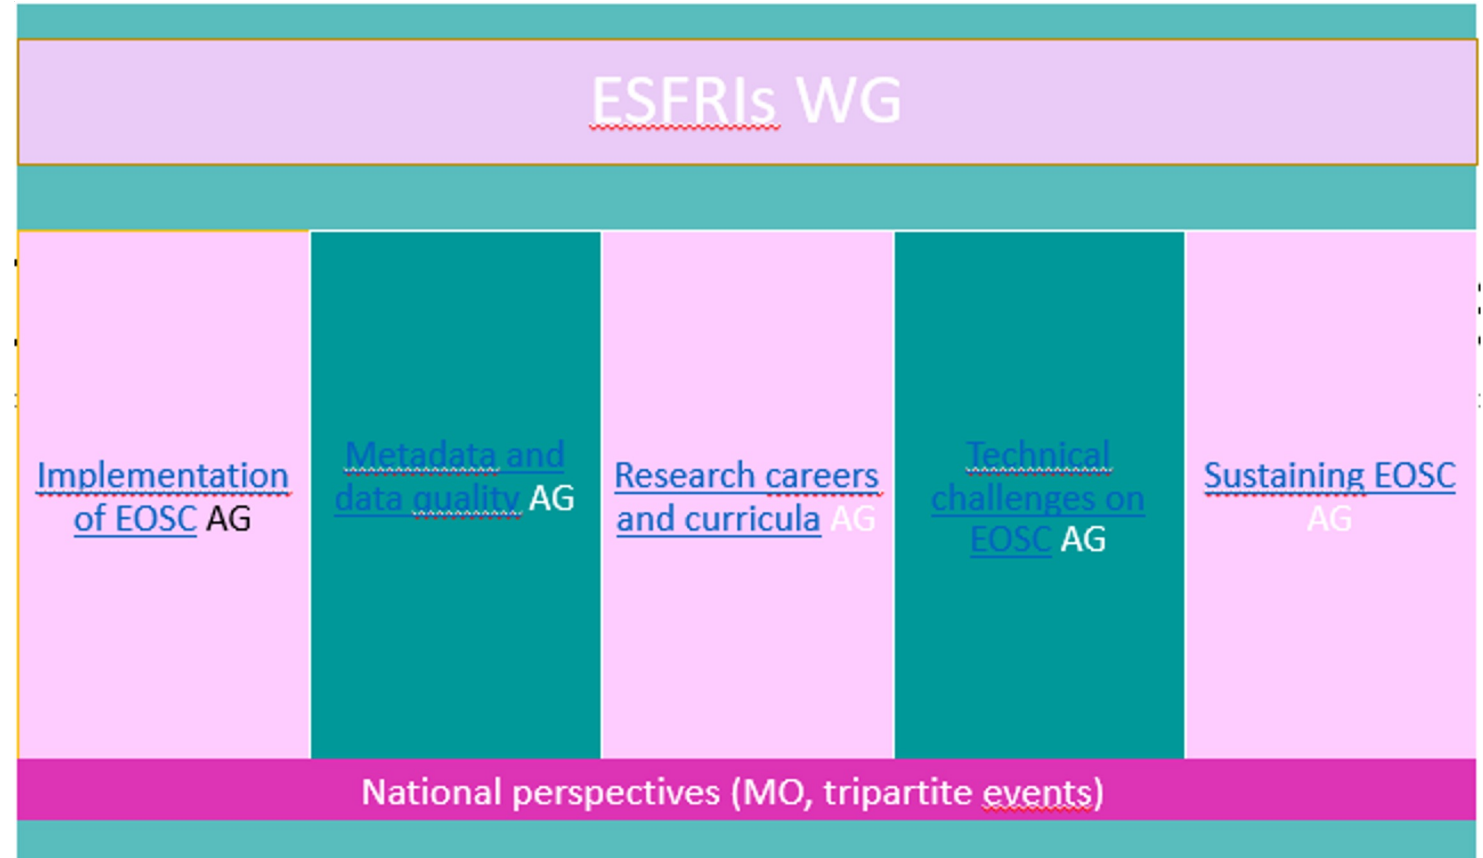 ESFRIs WG
Implementation
of EOSC AG
Metadata and
data quality AG
Research careers
and curricula AG
Technical
challenges on
EOSC AG
Sustaining EOSC
AG
National perspectives (MO, tripartite events)